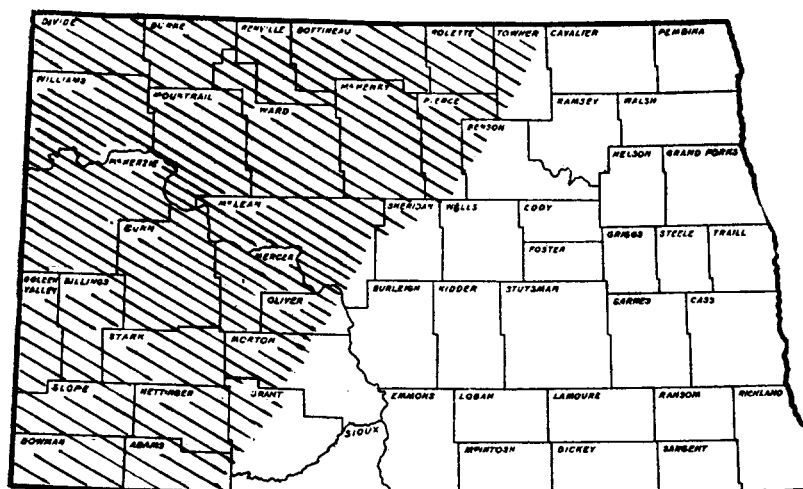 DIVIDE
BURKE
RENVILLE
BOTTINEAU
ROLETTE
TOWNER
CAVALIER
PEMBINA
WILLIAMS
MOUNTRAIL
WARD
McHENRY
PIERCE
RAMSEY
WALSH
BENSON
McKENZIE
NELSON
GRAND FORKS
McLEAN
SHERIDAN
WELLS
CODY
DUNN
FOSTER
GRIGGS
STEELE
TRAILL
MERCER
GOLDEN
VALLEY
BILLINGS
OLIVER
BURLEIGH
KIDDER
STUTSMAN
BARNES
CASS
STARK
MORTON
SLOPE
HETTINGER
GRANT
EMMONS
LOGAN
LAMOURE
RANSOM
RICHLAND
SIOUX
BOWMAN
ADAMS
McINTOSH
DICKEY
SARGENT